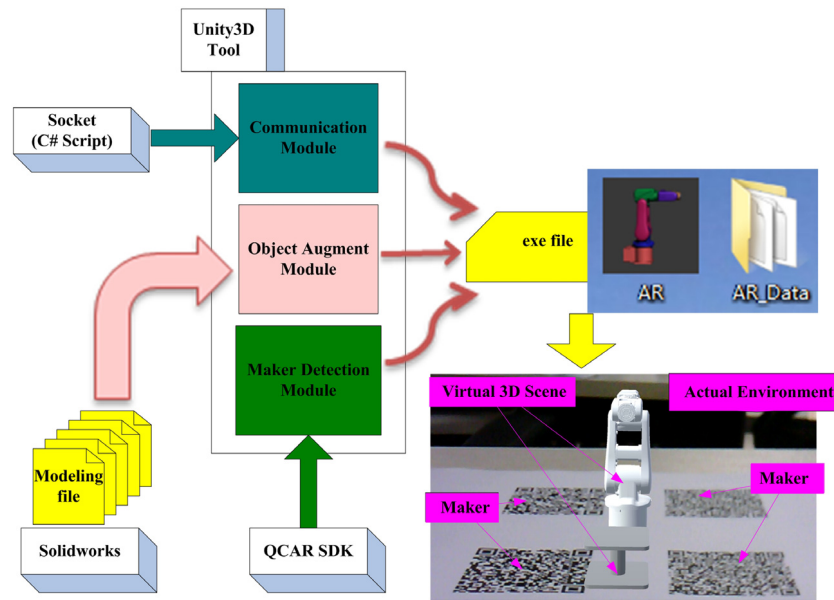 Unity3D
Tool
Socket
(C# Script)
Communication
Module
Object Augment
Module
exe file
AR
AR_Data
Maker Detection
Module
Virtual 3D Scene
Actual Environment
Modeling
file
Maker
Maker
Maker
Solidworks
QCAR SDK